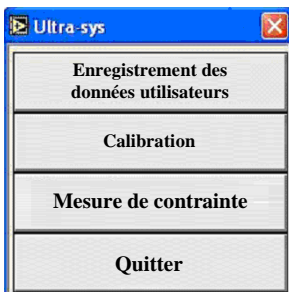 Ultra-sys
Enregistrement des
données utilisateurs
Calibration
Mesure de contrainte
Quitter